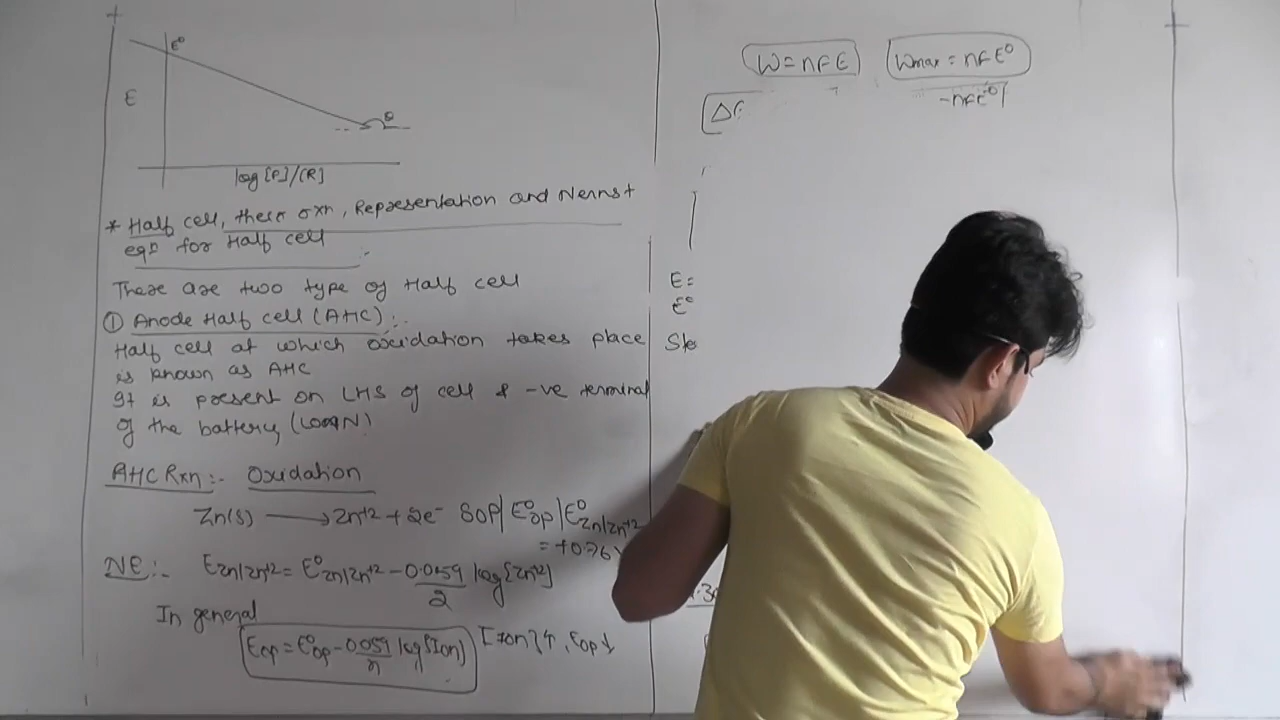 E°
E
θ
log [P]/[R]
* Half cell, there rxn, Representation and Nernst
eqⁿ for Half cell :-
There are two type of Half cell
① Anode Half cell (AHC) :-
Half cell at which oxidation takes place
is known as AHC
It is present on LHS of cell & -ve terminal
of the battery (LOAN)
AHC Rxn :- Oxidation
Zn(s) → Zn+2 + 2e- SOP/E°op/E°Zn/Zn+2
= +0.76V
NE :- EZn/Zn+2 = E°Zn/Zn+2 - 0.059/2 log[Zn+2]
In general
Eop = E°op - 0.059/n log[Ion] [Ion]↑, Eop↓
W = nFE Wmax = nFE°
-nFE°
E =
E°